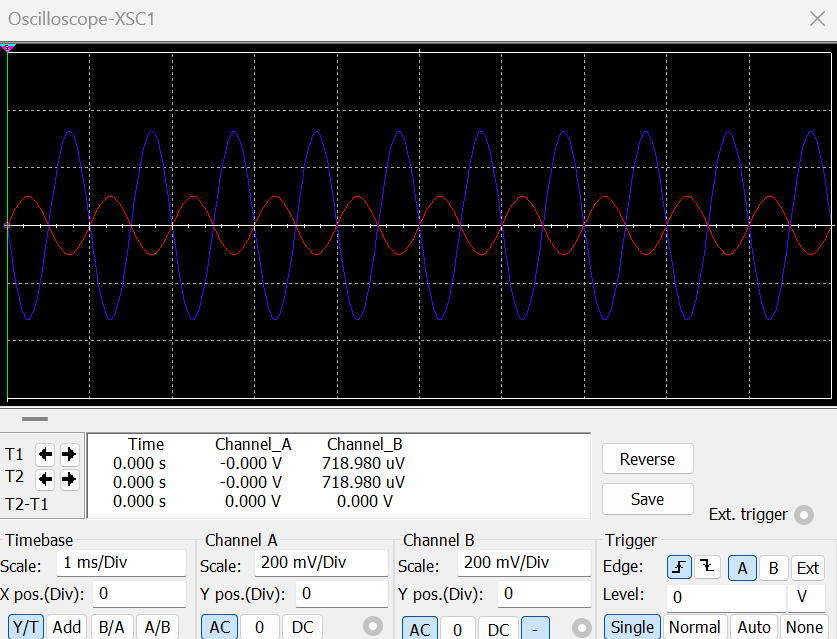 Oscilloscope-XSC1
Time Channel_A Channel_B
T1 0.000 s -0.000 V 718.980 uV
T2 0.000 s -0.000 V 718.980 uV
T2-T1 0.000 s 0.000 V 0.000 V
Reverse
Save
Ext. trigger
Timebase
Scale: 1 ms/Div
X pos.(Div): 0
Y/T Add B/A A/B
Channel A
Scale: 200 mV/Div
Y pos.(Div): 0
AC 0 DC
Channel B
Scale: 200 mV/Div
Y pos.(Div): 0
AC 0 DC -
Trigger
Edge: A B Ext
Level: 0 V
Single Normal Auto None